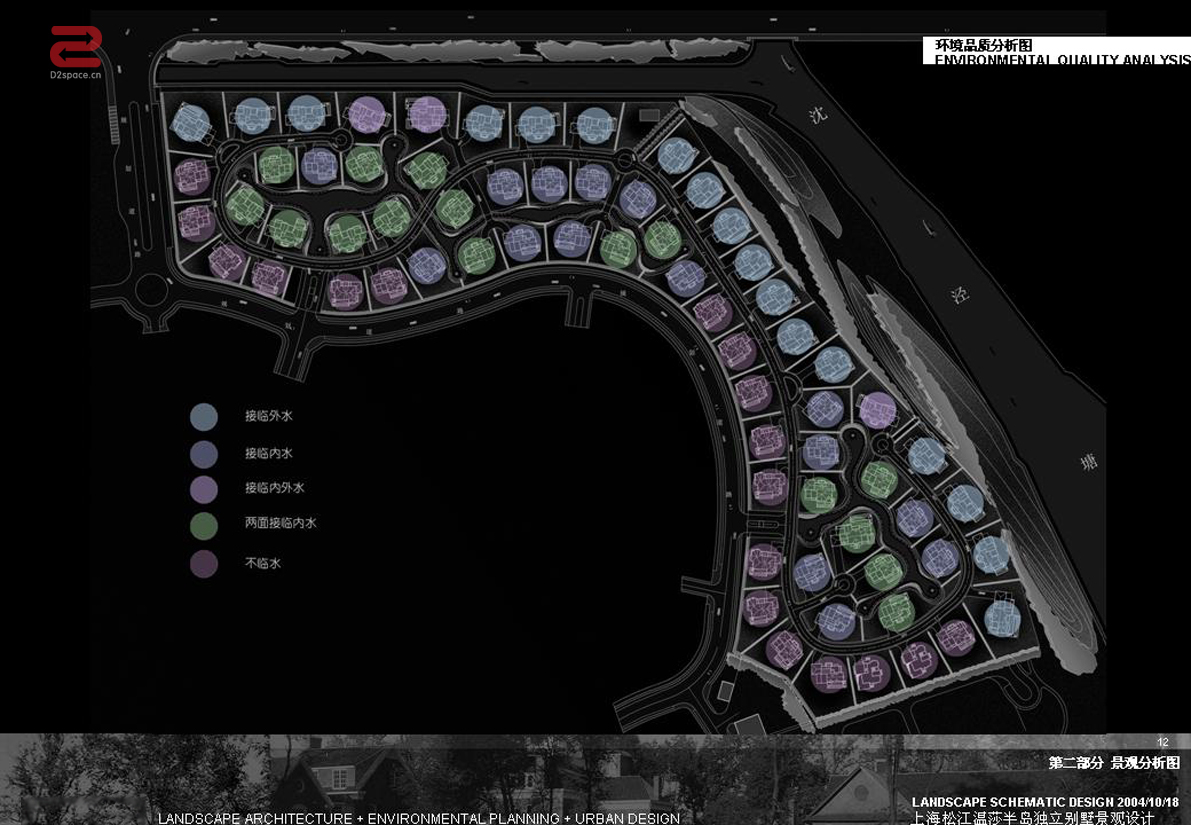 D2space.cn
环境品质分析图
ENVIRONMENTAL QUALITY ANALYSIS
沈
泾
塘
接临外水
接临内水
接临内外水
两面接临内水
不临水
12
第二部分 景观分析图
LANDSCAPE SCHEMATIC DESIGN 2004/10/18
上海松江温莎半岛独立别墅景观设计
LANDSCAPE ARCHITECTURE + ENVIRONMENTAL PLANNING + URBAN DESIGN